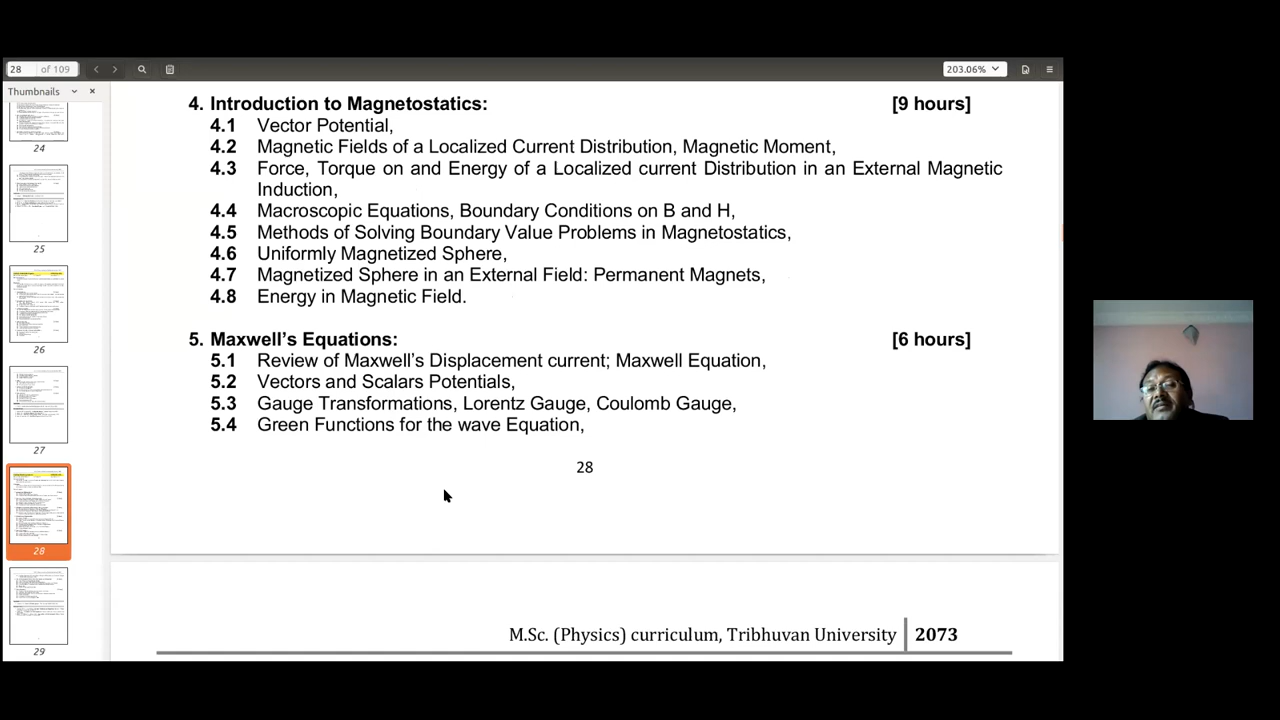 28 of 109
203.06%
Thumbnails
24
25
26
27
28
29
4. Introduction to Magnetostatics: [9 hours]
4.1 Vector Potential,
4.2 Magnetic Fields of a Localized Current Distribution, Magnetic Moment,
4.3 Force, Torque on and Energy of a Localized current Distribution in an External Magnetic
Induction,
4.4 Macroscopic Equations, Boundary Conditions on B and H,
4.5 Methods of Solving Boundary Value Problems in Magnetostatics,
4.6 Uniformly Magnetized Sphere,
4.7 Magnetized Sphere in an External Field: Permanent Magnets,
4.8 Energy in Magnetic Field.
5. Maxwell's Equations: [6 hours]
5.1 Review of Maxwell's Displacement current; Maxwell Equation,
5.2 Vectors and Scalars Potentials,
5.3 Gauge Transformations, Lorentz Gauge, Coulomb Gauge
5.4 Green Functions for the wave Equation,
28
M.Sc. (Physics) curriculum, Tribhuvan University 2073